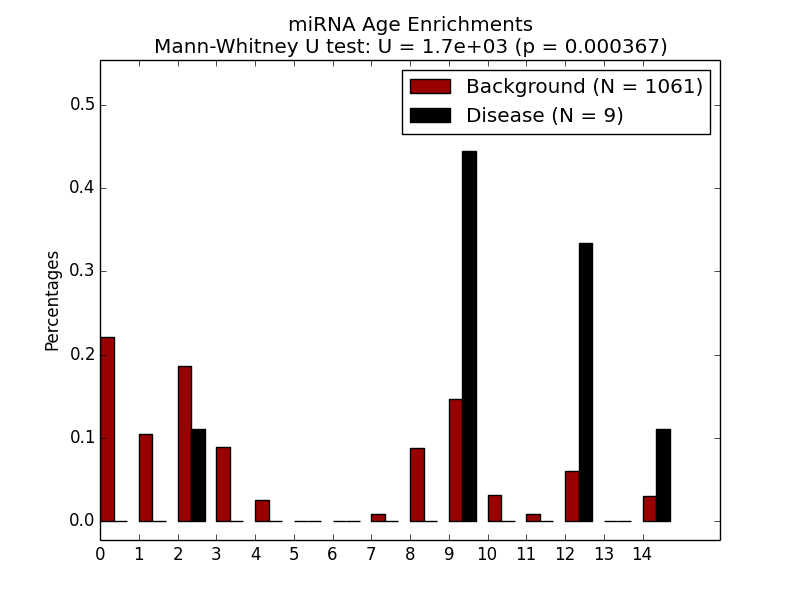 miRNA Age Enrichments
Mann-Whitney U test: U = 1.7e+03 (p = 0.000367)
Background (N = 1061)
Disease (N = 9)
Percentages
0.5
0.4
0.3
0.2
0.1
0.0
0 1 2 3 4 5 6 7 8 9 10 11 12 13 14